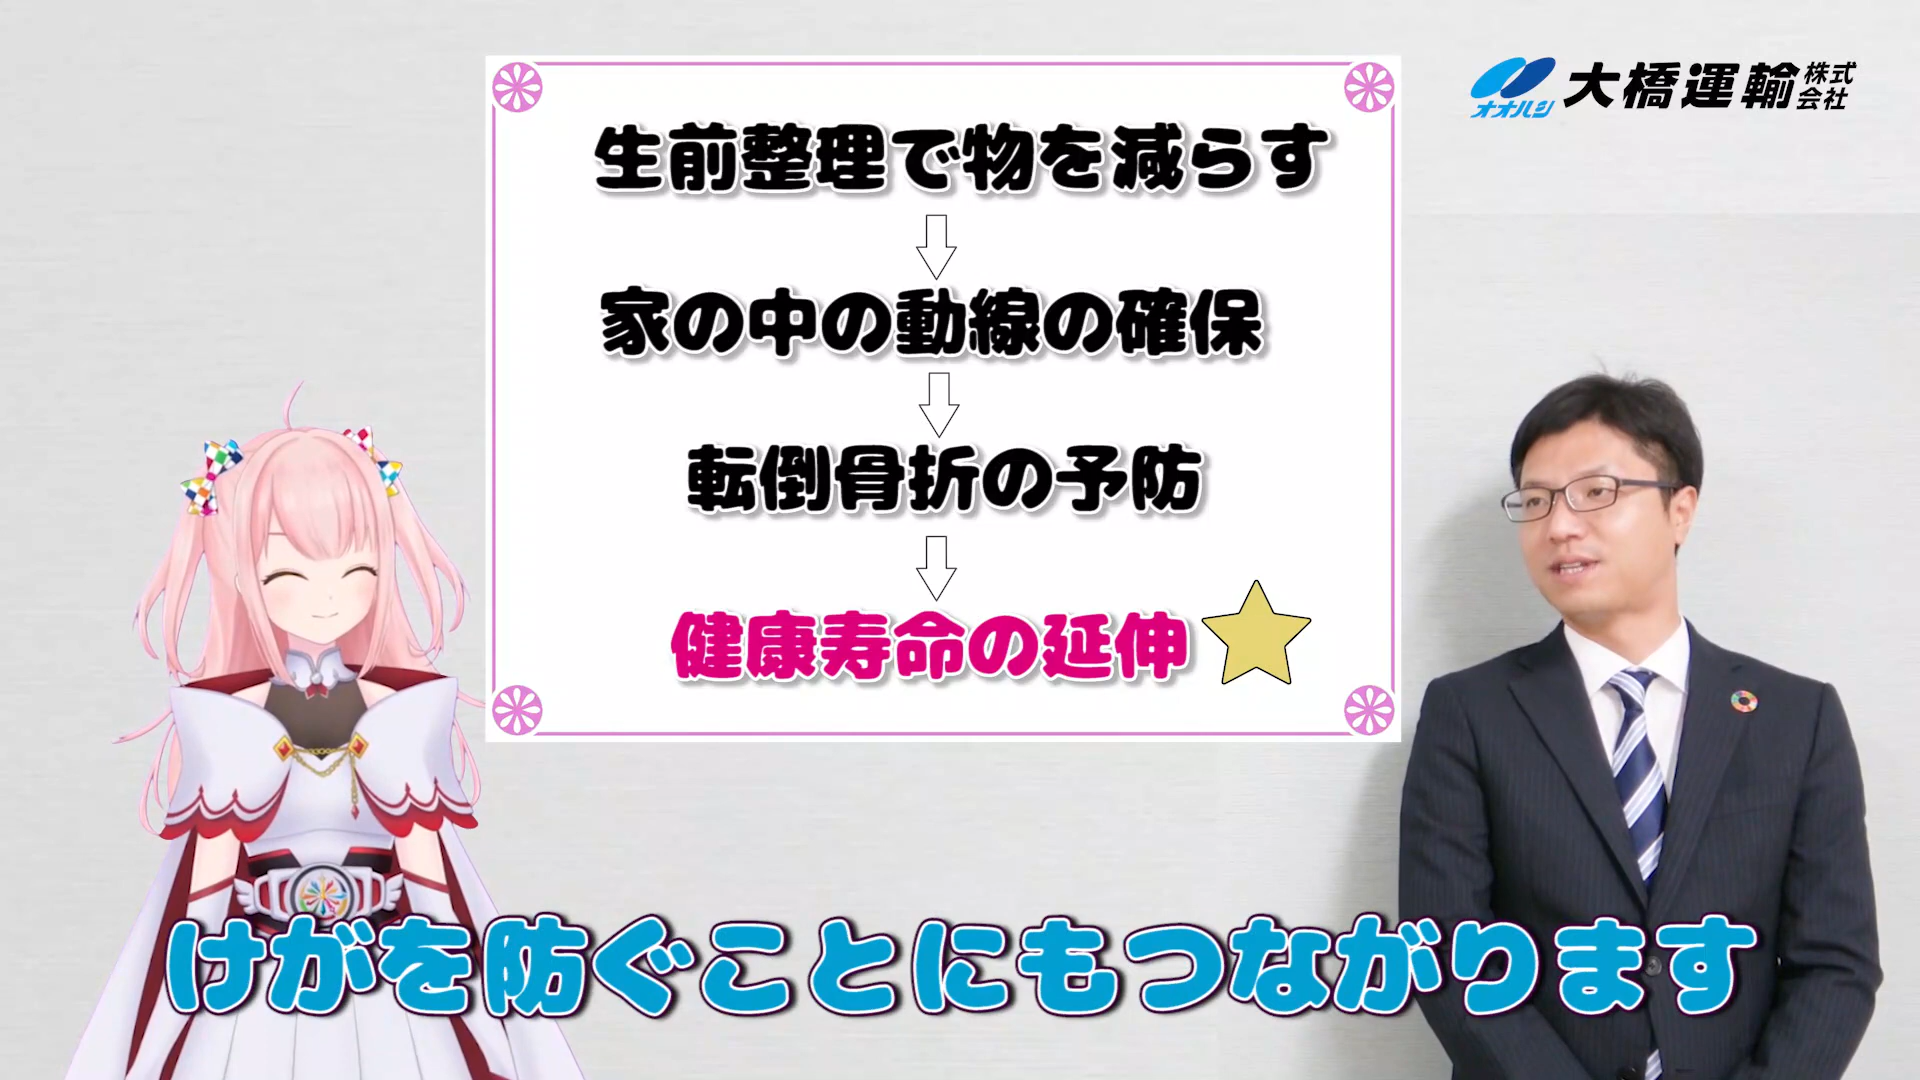 オオハシ 大橋運輸株式会社
生前整理で物を減らす
家の中の動線の確保
転倒骨折の予防
健康寿命の延伸
けがを防ぐことにもつながります